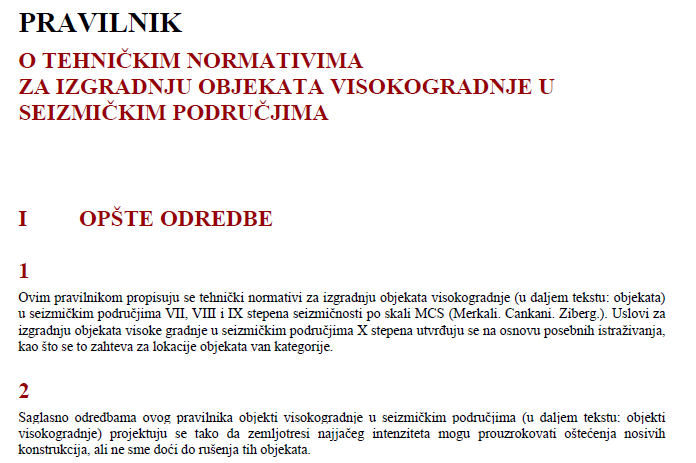 PRAVILNIK
O TEHNIČKIM NORMATIVIMA
ZA IZGRADNJU OBJEKATA VISOKOGRADNJE U
SEIZMIČKIM PODRUČJIMA
I OPŠTE ODREDBE
1
Ovim pravilnikom propisuju se tehnički normativi za izgradnju objekata visokogradnje (u daljem tekstu: objekata)
u seizmičkim područjima VII, VIII i IX stepena seizmičnosti po skali MCS (Merkali. Cankani. Ziberg.). Uslovi za
izgradnju objekata visoke gradnje u seizmičkim područjima X stepena utvrđuju se na osnovu posebnih istraživanja,
kao što se to zahteva za lokacije objekata van kategorije.
2
Saglasno odredbama ovog pravilnika objekti visokogradnje u seizmičkim područjima (u daljem tekstu: objekti
visokogradnje) projektuju se tako da zemljotresi najjačeg intenziteta mogu prouzrokovati oštećenja nosivih
konstrukcija, ali ne sme doći do rušenja tih objekata.